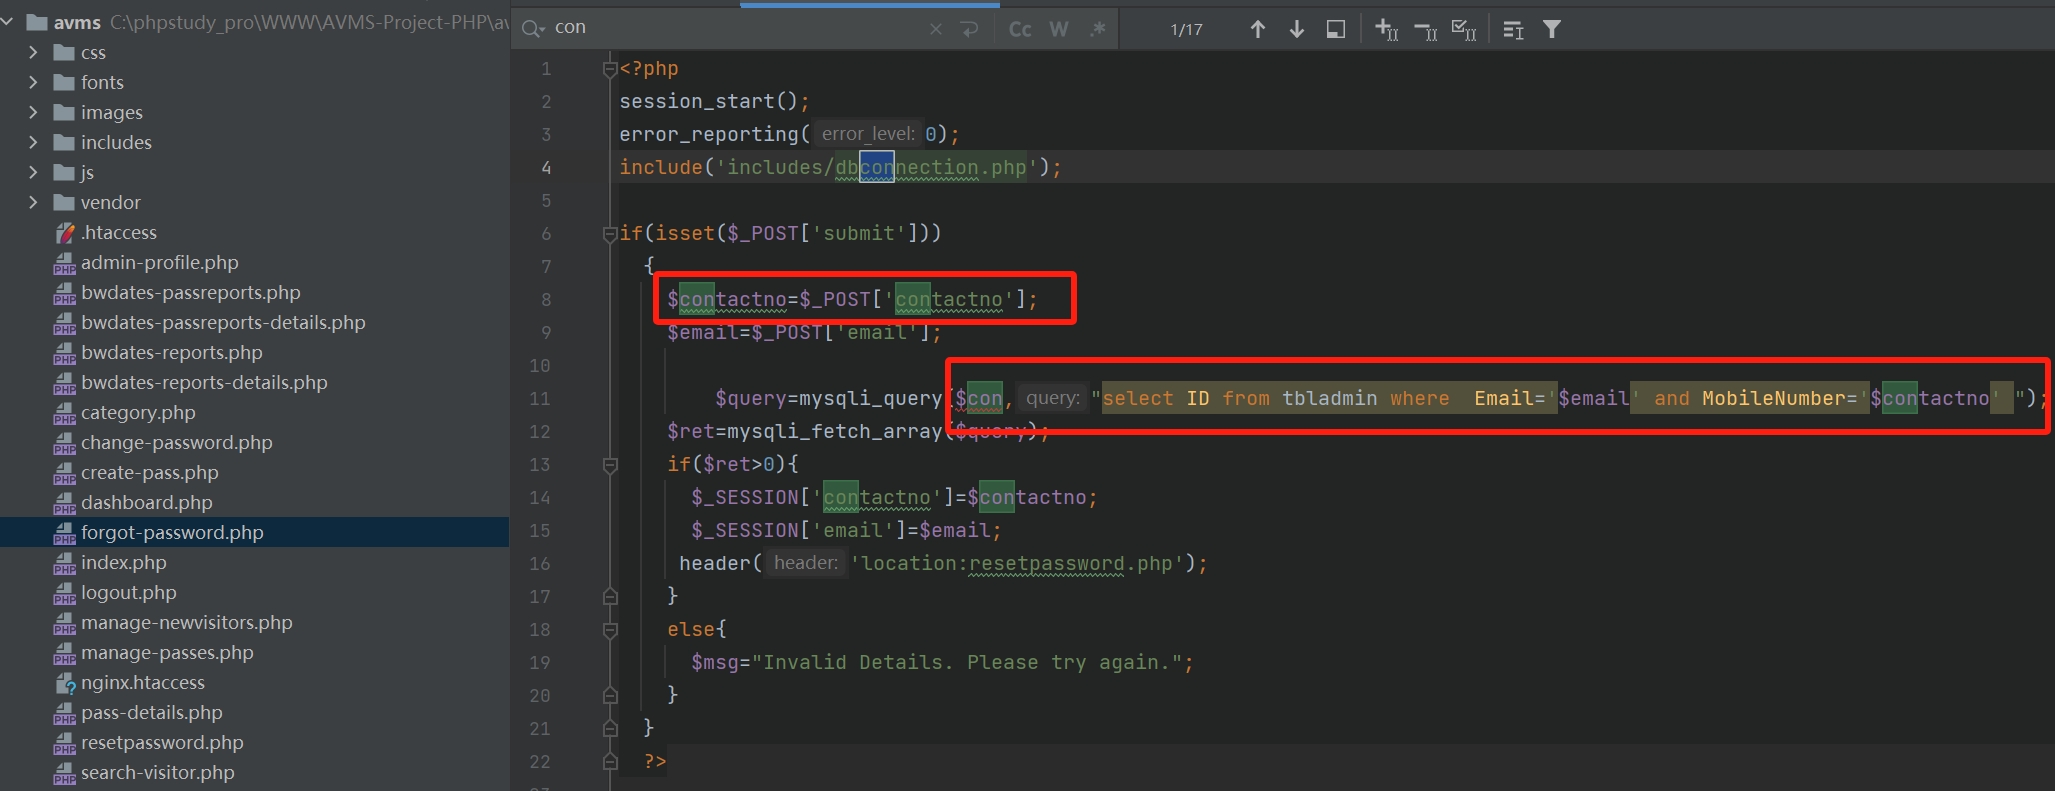 avms C:\phpstudy_pro\WWW\AVMS-Project-PHP\av
css
fonts
images
includes
js
vendor
.htaccess
admin-profile.php
bwdates-passreports.php
bwdates-passreports-details.php
bwdates-reports.php
bwdates-reports-details.php
category.php
change-password.php
create-pass.php
dashboard.php
forgot-password.php
index.php
logout.php
manage-newvisitors.php
manage-passes.php
nginx.htaccess
pass-details.php
resetpassword.php
search-visitor.php
con Cc W .* 1/17
1 <?php
2 session_start();
3 error_reporting( error_level: 0);
4 include('includes/dbconnection.php');
5
6 if(isset($_POST['submit']))
7 {
8 $contactno=$_POST['contactno'];
9 $email=$_POST['email'];
10
11 $query=mysqli_query($con, query: "select ID from tbladmin where  Email='$email' and MobileNumber='$contactno' ");
12 $ret=mysqli_fetch_array($query);
13 if($ret>0){
14 $_SESSION['contactno']=$contactno;
15 $_SESSION['email']=$email;
16 header( header: 'location:resetpassword.php');
17 }
18 else{
19 $msg="Invalid Details. Please try again.";
20 }
21 }
22 ?>